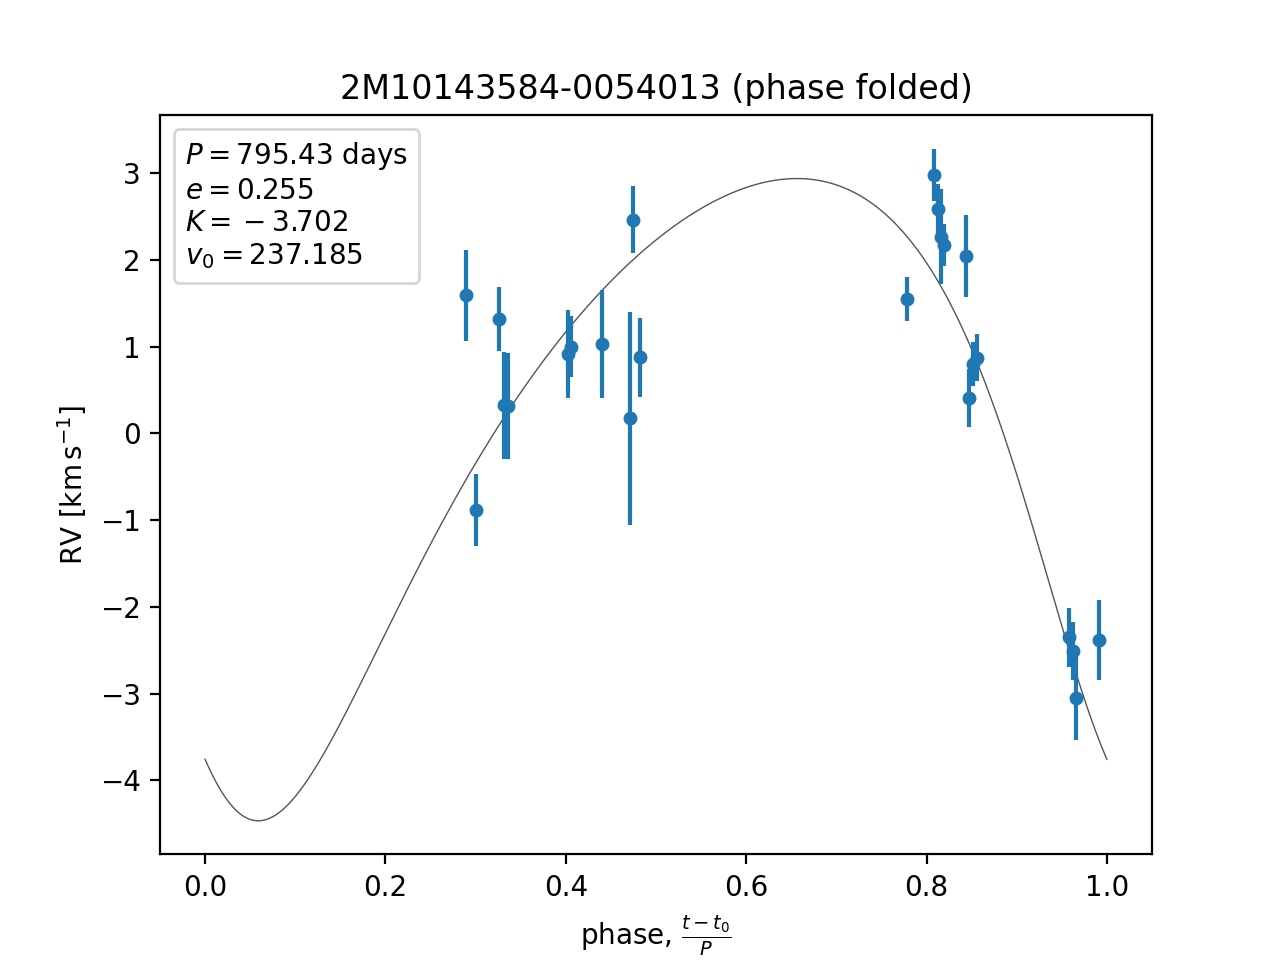 2M10143584-0054013 (phase folded)
P = 795.43 days
e = 0.255
K = −3.702
v₀ = 237.185
RV [km s⁻¹]
3
2
1
0
−1
−2
−3
−4
0.0 0.2 0.4 0.6 0.8 1.0
phase, (t − t₀)/P